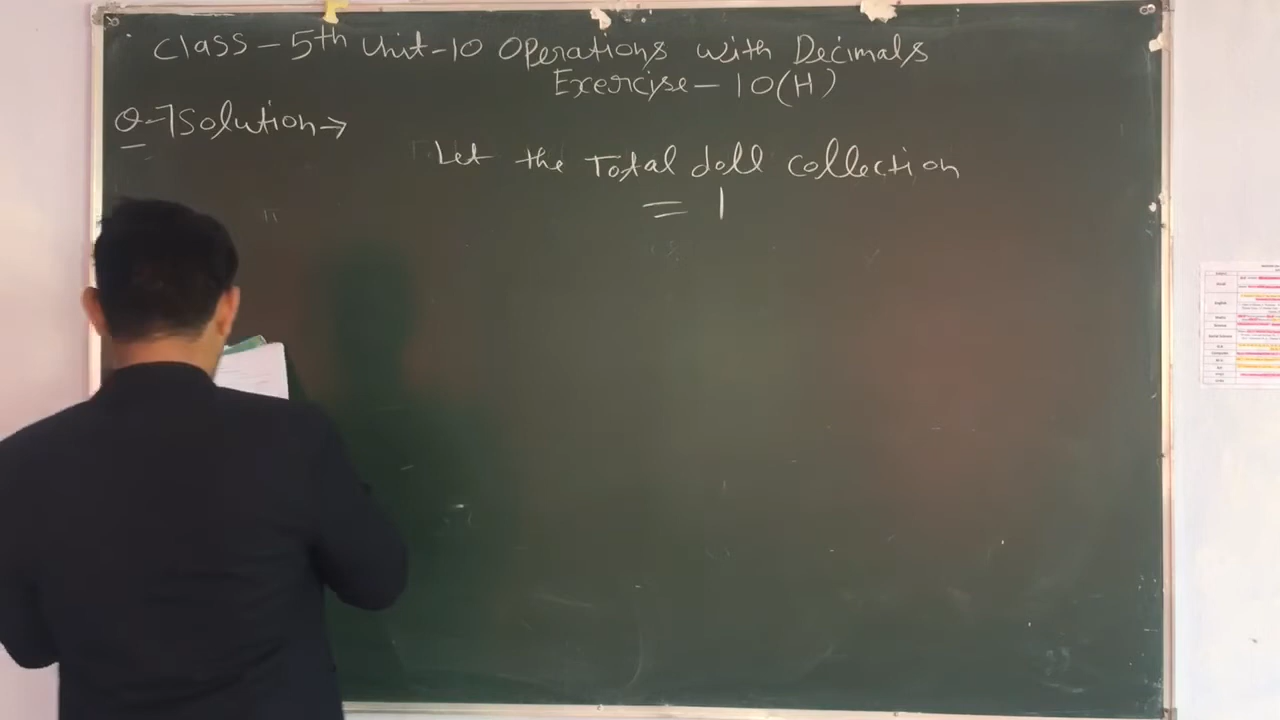 Class - 5th Unit-10 Operations with Decimals
Exercise - 10(H)
Q-7 Solution →
Let the Total doll collection
= 1